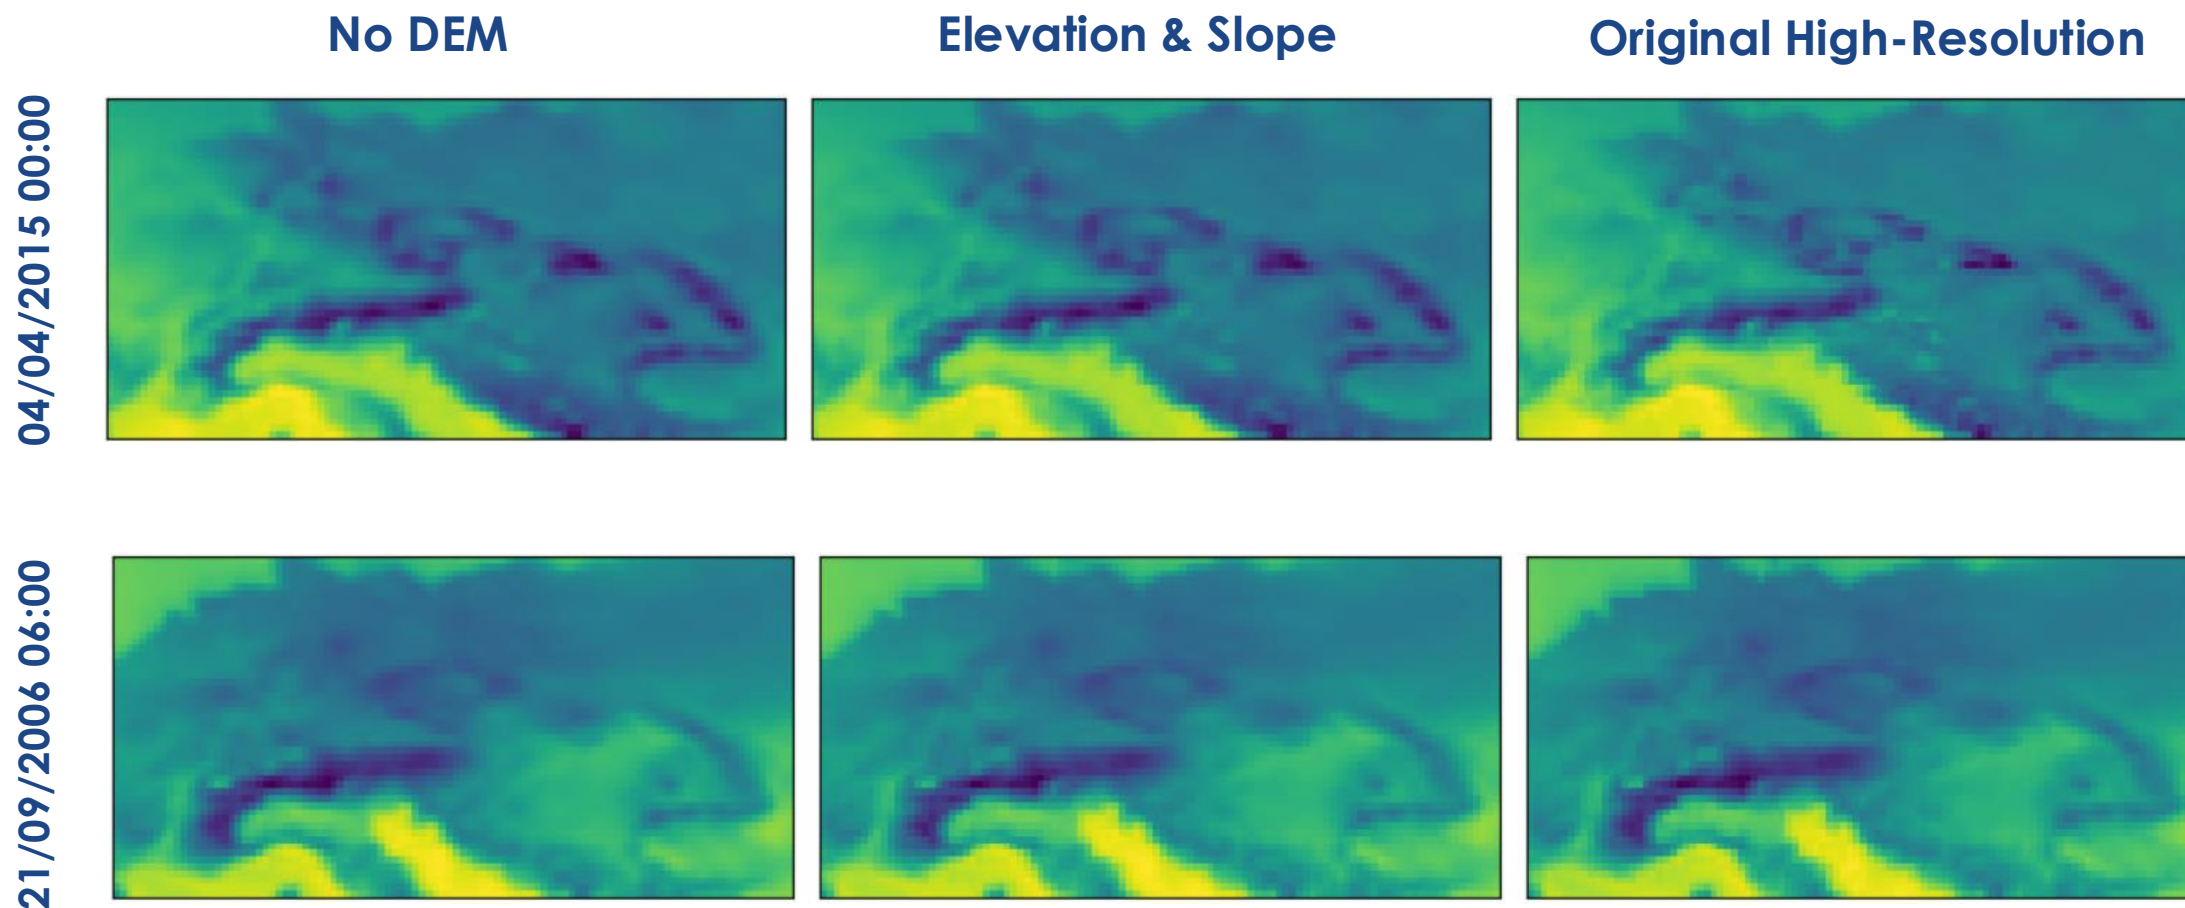 No DEM
Elevation & Slope
Original High-Resolution
04/04/2015 00:00
21/09/2006 06:00